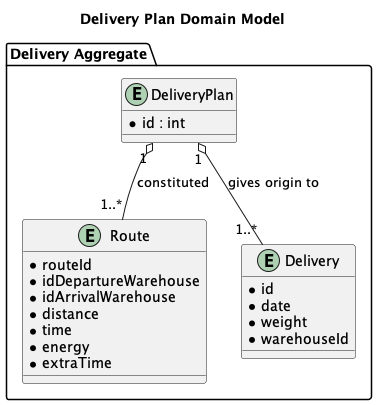 Delivery Plan Domain Model
Delivery Aggregate
E DeliveryPlan
id : int
1
1
constituted
gives origin to
1..*
1..*
E Route
routeId
idDepartureWarehouse
idArrivalWarehouse
distance
time
energy
extraTime
E Delivery
id
date
weight
warehouseId